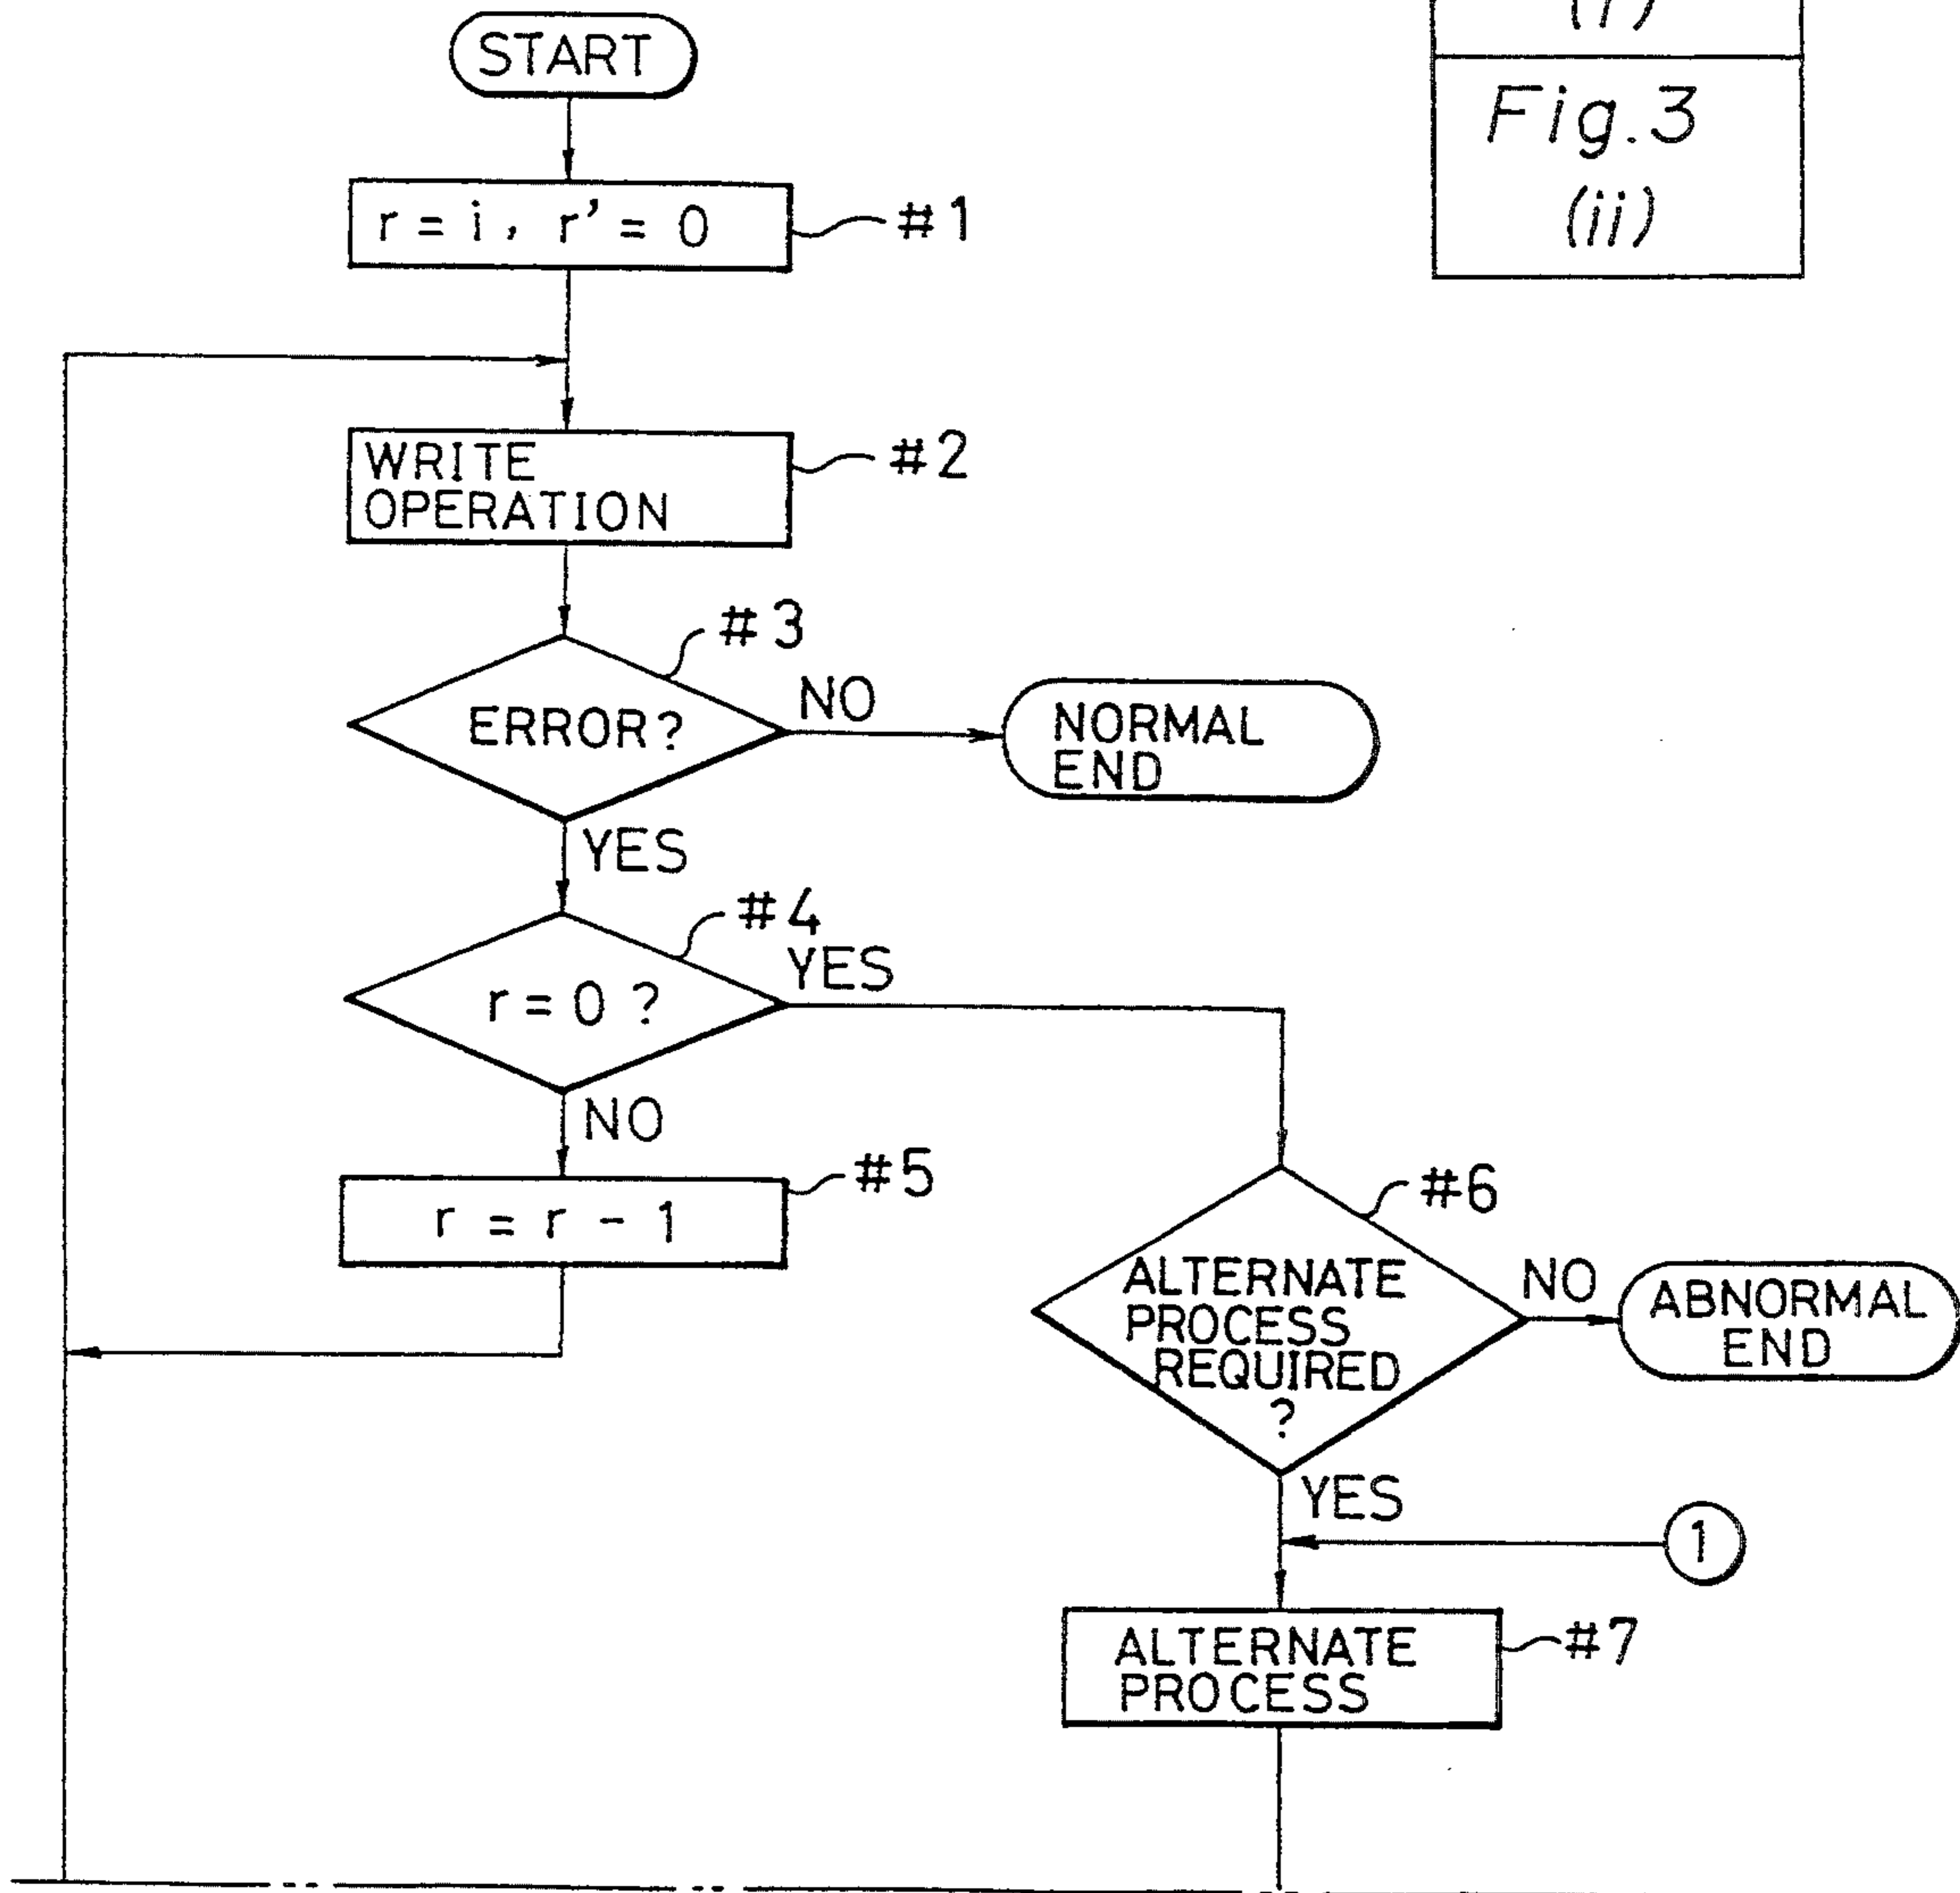 START
Fig.3
(ii)
r = i, r' = 0
#1
WRITE
OPERATION
#2
#3
ERROR?
NO
NORMAL
END
YES
#4
YES
r = 0 ?
NO
#5
r = r - 1
#6
ALTERNATE
PROCESS
REQUIRED
?
NO
ABNORMAL
END
YES
1
ALTERNATE
PROCESS
#7